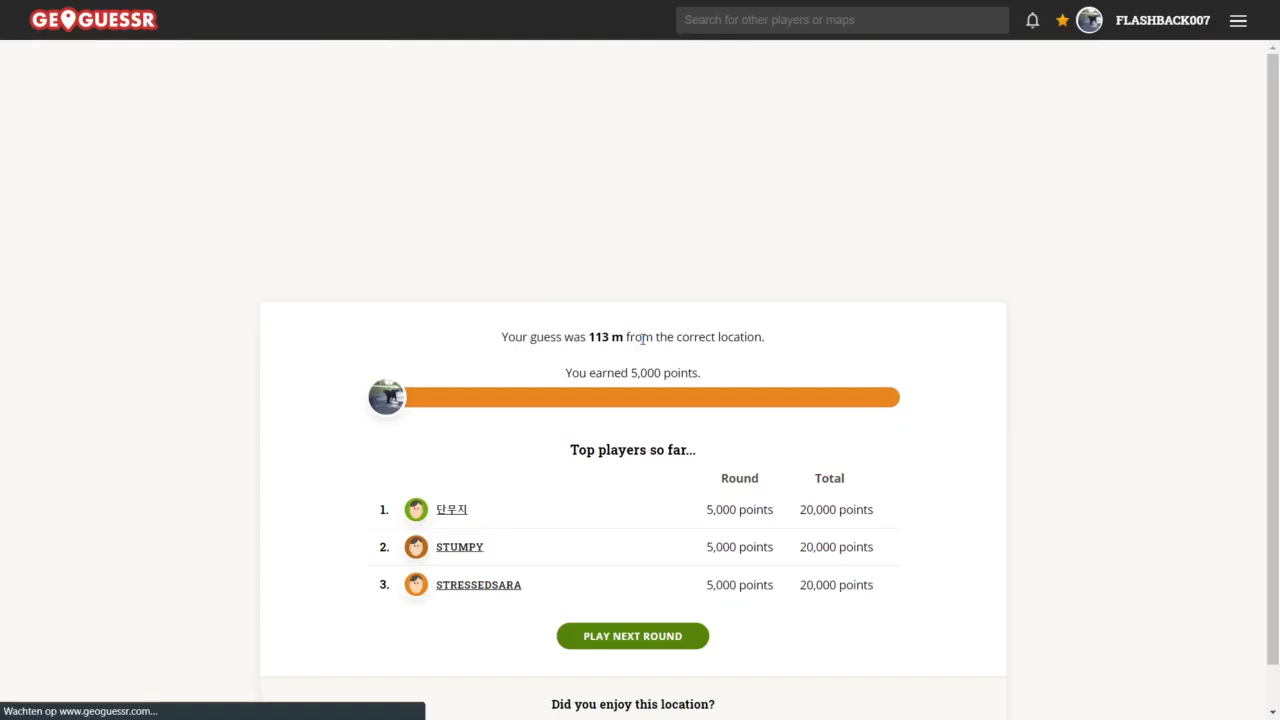 GEOGUESSR
Search for other players or maps
FLASHBACK007
Your guess was 113 m from the correct location.
You earned 5,000 points.
Top players so far...
Round Total
1. 단무지 5,000 points 20,000 points
2. STUMPY 5,000 points 20,000 points
3. STRESSEDSARA 5,000 points 20,000 points
PLAY NEXT ROUND
Did you enjoy this location?
Wachten op www.geoguessr.com...